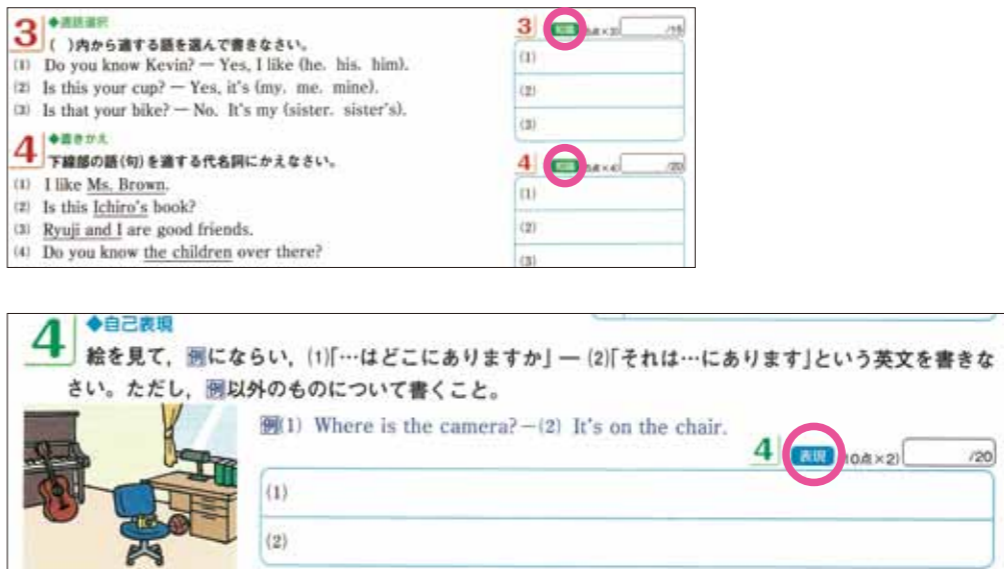 3 ◆適語選択
( )内から適する語を選んで書きなさい。
(1) Do you know Kevin? — Yes, I like (he. his. him).
(2) Is this your cup? — Yes, it's (my, me, mine).
(3) Is that your bike? — No. It's my (sister. sister's).
3 知識 5点×3) /15
(1)
(2)
(3)
4 ◆書きかえ
下線部の語(句)を適する代名詞にかえなさい。
(1) I like Ms. Brown.
(2) Is this Ichiro's book?
(3) Ryuji and I are good friends.
(4) Do you know the children over there?
4 知識 5点×4) /20
(1)
(2)
(3)
4 ◆自己表現
絵を見て，例にならい，(1)「…はどこにありますか」 — (2)「それは…にあります」という英文を書きな
さい。ただし，例以外のものについて書くこと。
例(1) Where is the camera?－(2) It's on the chair.
4 表現 10点×2) /20
(1)
(2)